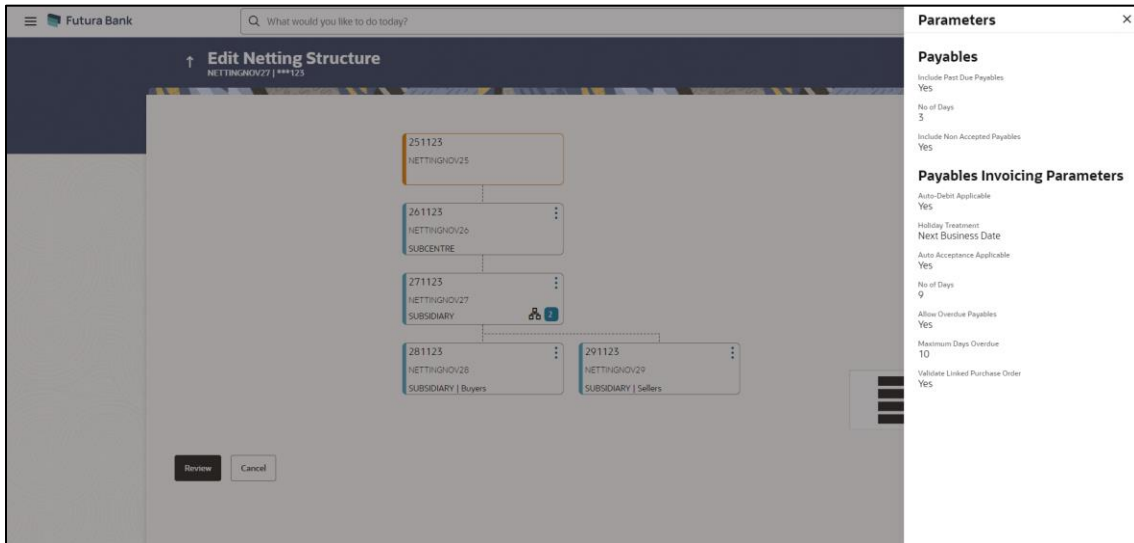 Futura Bank
What would you like to do today?
Edit Netting Structure
NETTINGNOV27 | ***123
251123
NETTINGNOV25
261123
NETTINGNOV26
SUBCENTRE
271123
NETTINGNOV27
SUBSIDIARY
2
281123
NETTINGNOV28
SUBSIDIARY | Buyers
291123
NETTINGNOV29
SUBSIDIARY | Sellers
Review
Cancel
Parameters
Payables
Include Past Due Payables
Yes
No of Days
3
Include Non Accepted Payables
Yes
Payables Invoicing Parameters
Auto-Debit Applicable
Yes
Holiday Treatment
Next Business Date
Auto Acceptance Applicable
Yes
No of Days
9
Allow Overdue Payables
Yes
Maximum Days Overdue
10
Validate Linked Purchase Order
Yes